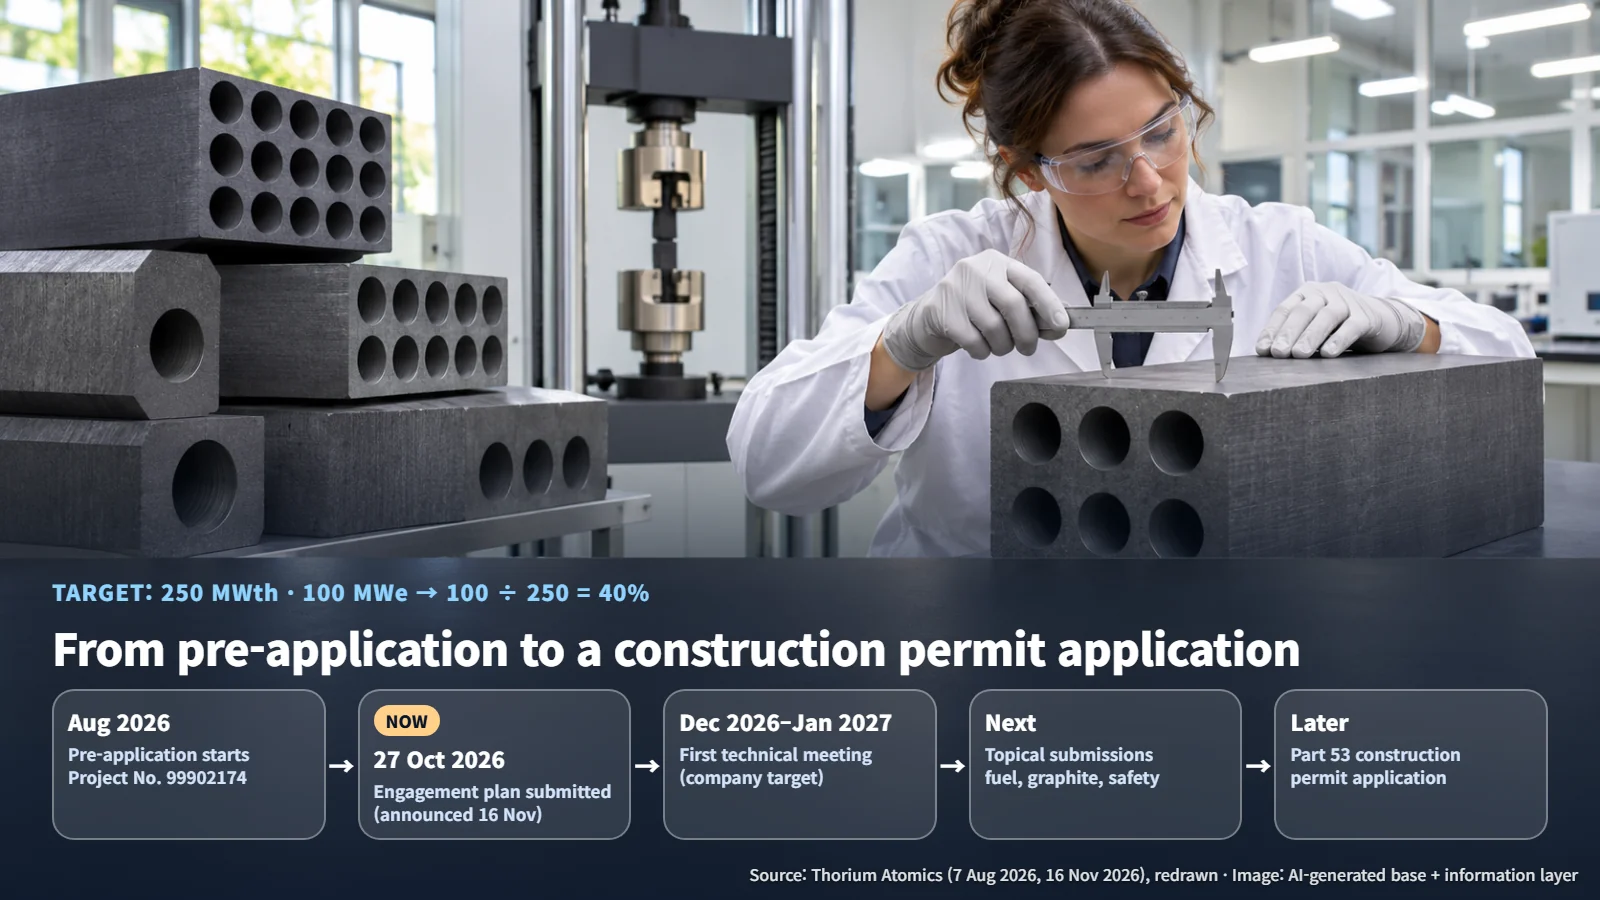 TARGET: 250 MWth · 100 MWe → 100 ÷ 250 = 40%
From pre-application to a construction permit application
Aug 2026
Pre-application starts
Project No. 99902174
→
NOW
27 Oct 2026
Engagement plan submitted
(announced 16 Nov)
→
Dec 2026–Jan 2027
First technical meeting
(company target)
→
Next
Topical submissions
fuel, graphite, safety
→
Later
Part 53 construction
permit application
Source: Thorium Atomics (7 Aug 2026, 16 Nov 2026), redrawn · Image: AI-generated base + information layer